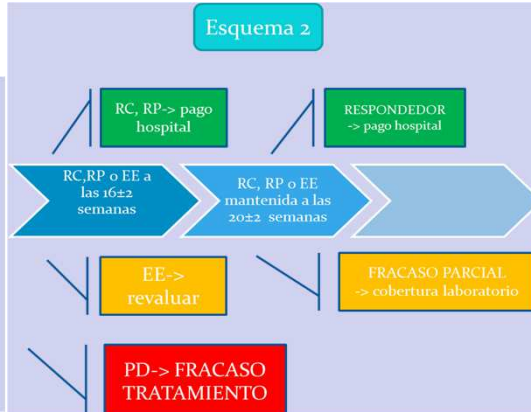 Esquema 2
RC, RP-> pago
hospital
RESPONDEDOR
-> pago hospital
RC,RP o EE a
las 16±2
semanas
RC, RP o EE
mantenida a las
20±2 semanas
EE->
revaluar
FRACASO PARCIAL
-> cobertura laboratorio
PD-> FRACASO
TRATAMIENTO